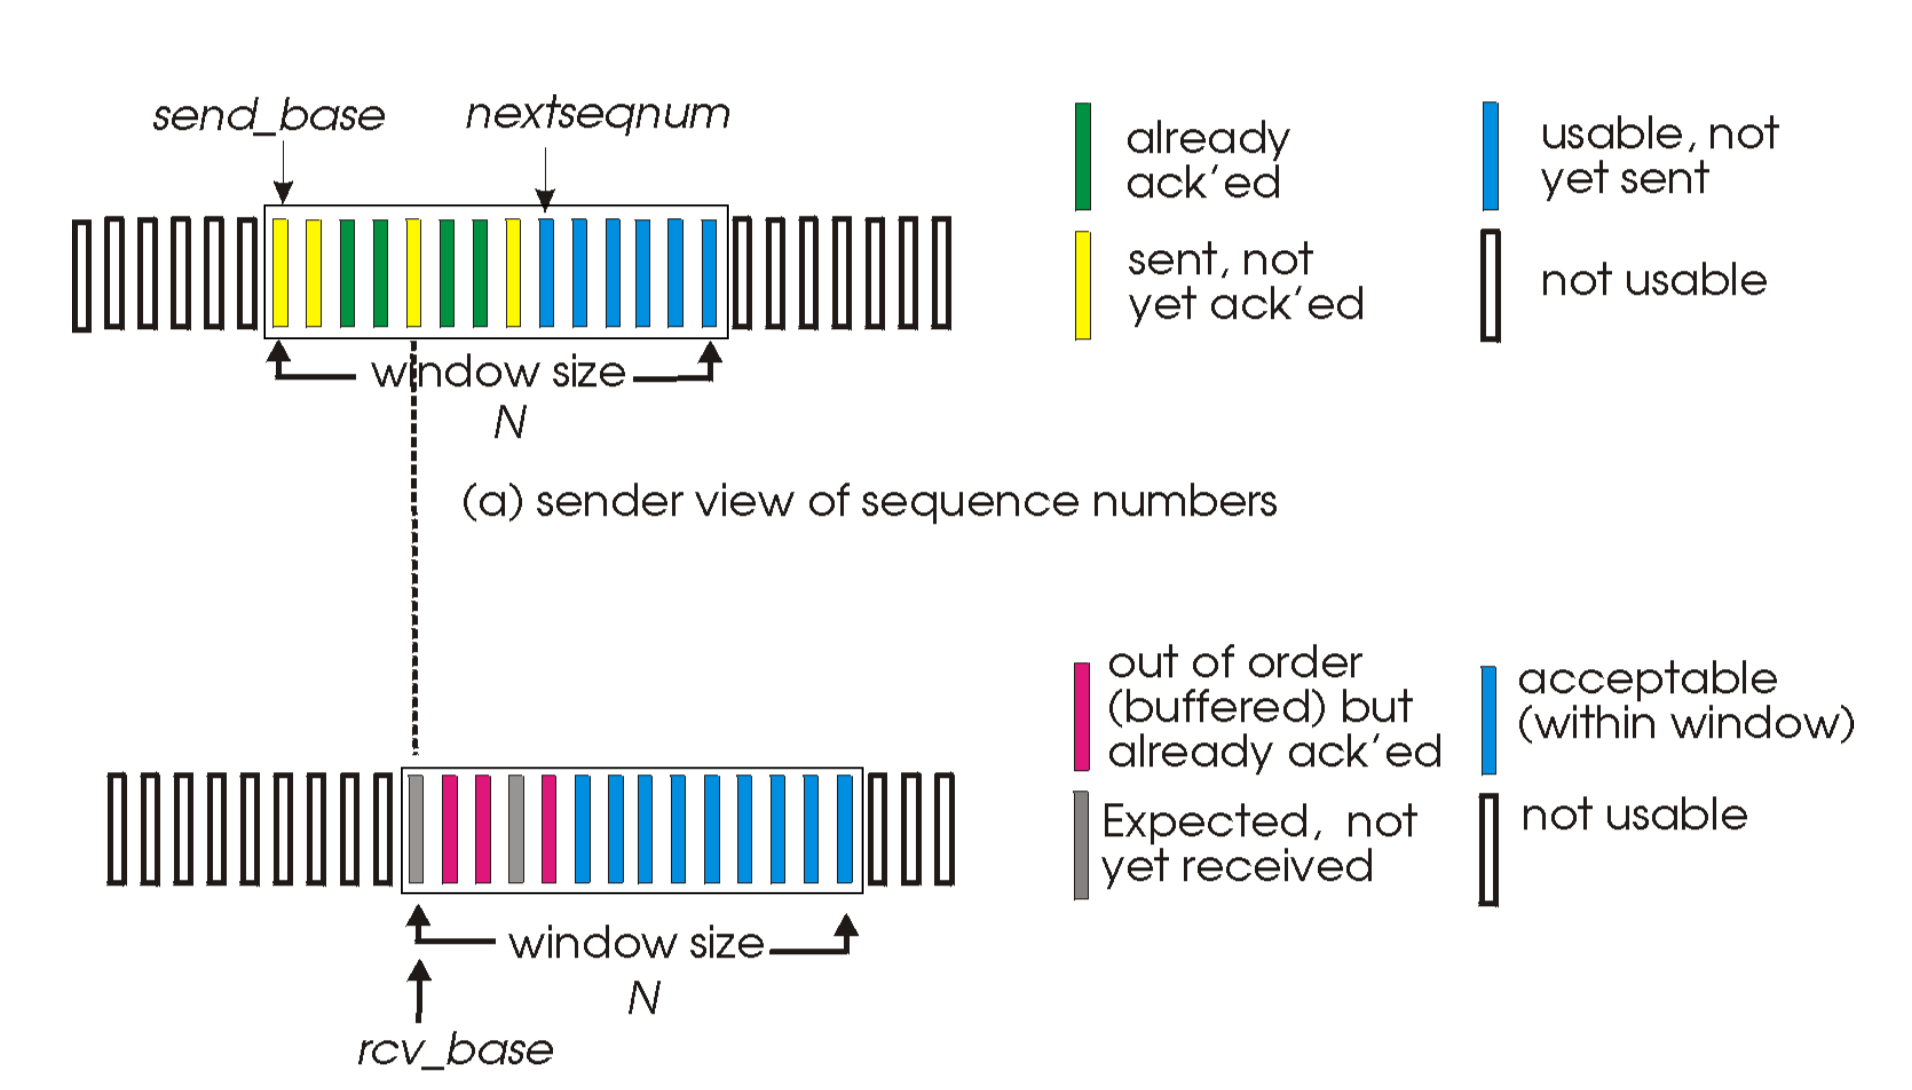 send_base
nextseqnum
already
ack'ed
usable, not
yet sent
sent, not
yet ack'ed
not usable
window size
N
(a) sender view of sequence numbers
out of order
(buffered) but
already ack'ed
acceptable
(within window)
Expected, not
yet received
not usable
window size
N
rcv_base